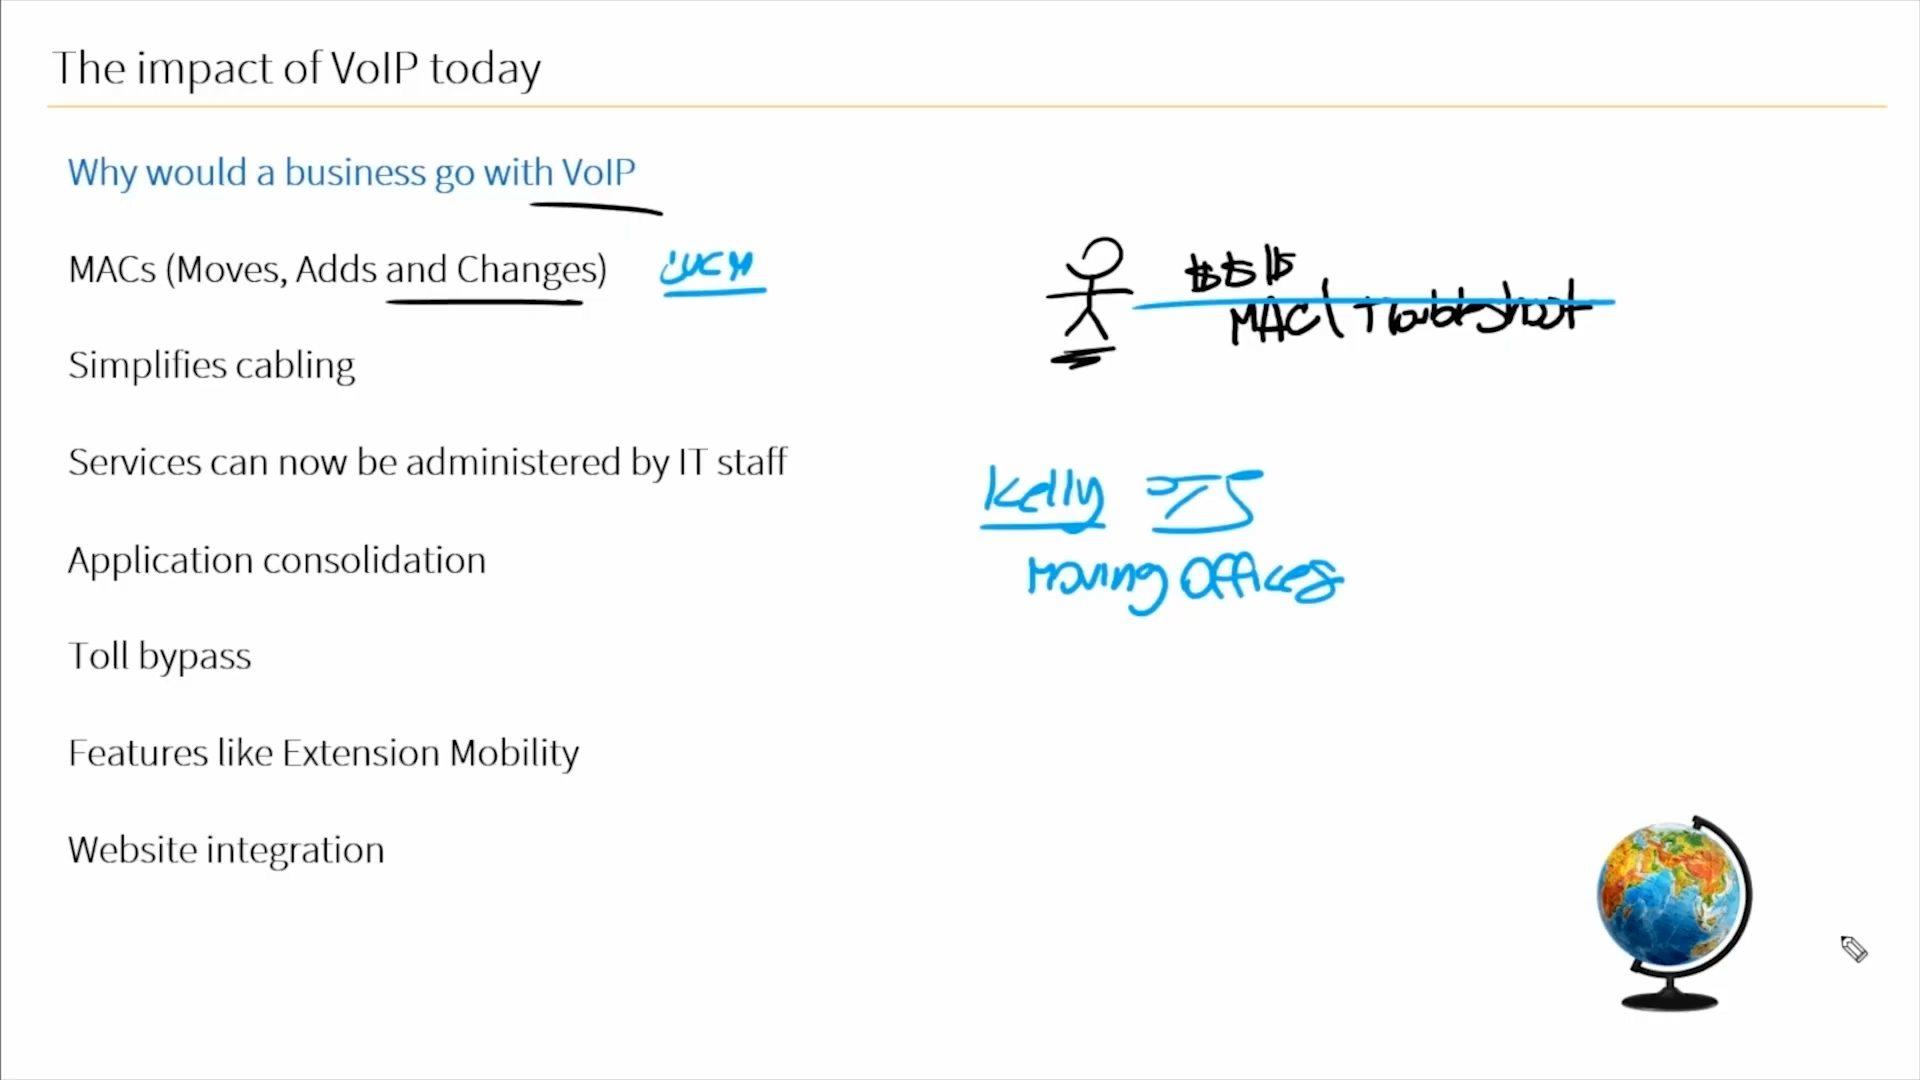 The impact of VoIP today
Why would a business go with VoIP
MACs (Moves, Adds and Changes)
$$$
MAC/Troubleshoot
Simplifies cabling
Services can now be administered by IT staff
Kelly
Moving Offices
Application consolidation
Toll bypass
Features like Extension Mobility
Website integration